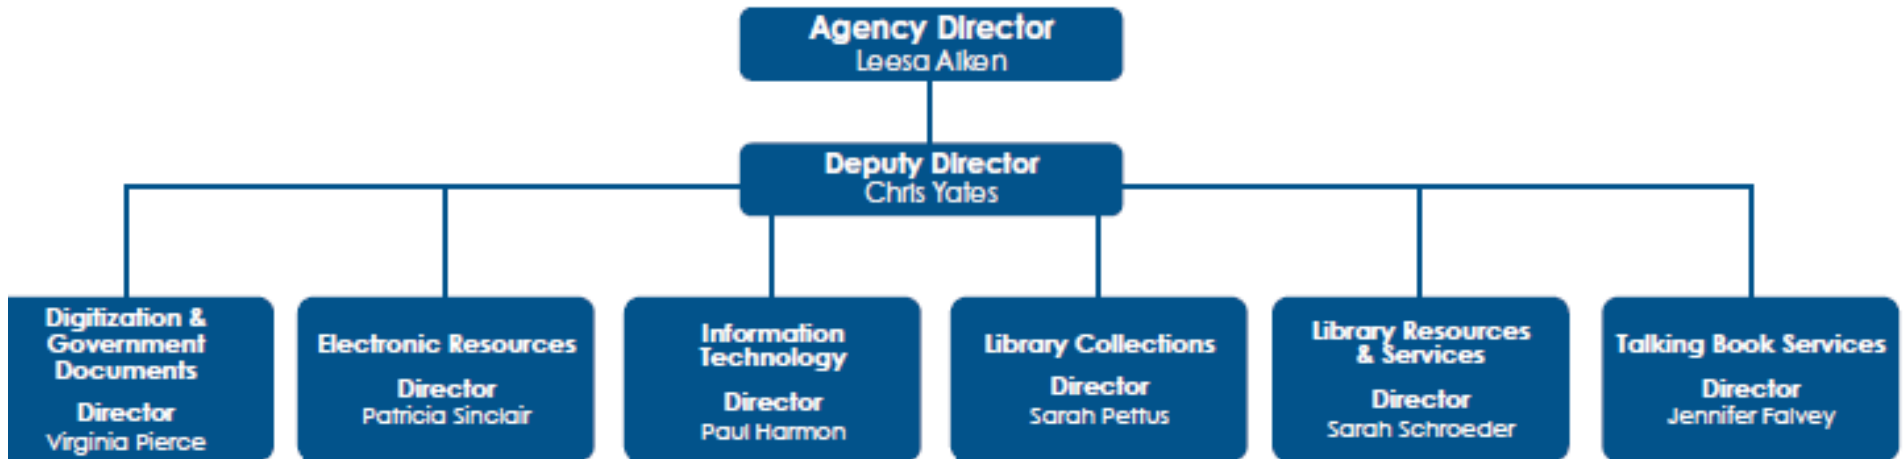 Agency Director
Leesa Aiken
Deputy Director
Chris Yates
Digitization &
Government
Documents
Director
Virginia Pierce
Electronic Resources
Director
Patricia Sinclair
Information
Technology
Director
Paul Harmon
Library Collections
Director
Sarah Pettus
Library Resources
& Services
Director
Sarah Schroeder
Talking Book Services
Director
Jennifer Falvey